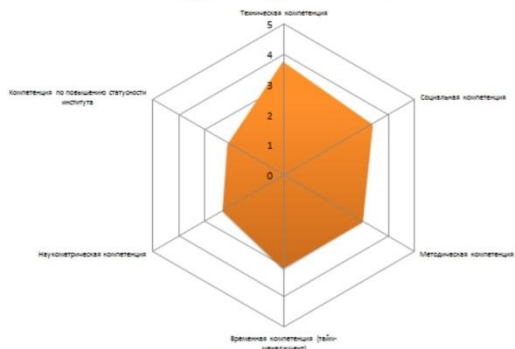 Техническая компетенция
5
4
3
2
1
0
Компетенция по повышению статусности
института
Социальная компетенция
Наукометрическая компетенция
Методическая компетенция
Временная компетенция (тайм-
менеджмент)